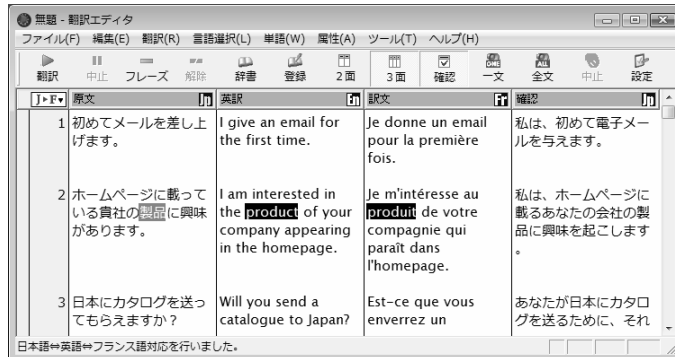 無題 - 翻訳エディタ
ファイル(F) 編集(E) 翻訳(R) 言語選択(L) 単語(W) 属性(A) ツール(T) ヘルプ(H)
翻訳 中止 フレーズ 解除 辞書 登録 2面 3面 確認 一文 全文 中止 設定
J▸F▾ 原文 英訳 訳文 確認
1 初めてメールを差し上 I give an email for Je donne un email 私は、初めて電子メー
げます。 the first time. pour la première ルを与えます。
fois.
2 ホームページに載って I am interested in Je m'intéresse au 私は、ホームページに
いる貴社の製品に興味 the product of your produit de votre 載るあなたの会社の製
があります。 company appearing compagnie qui 品に興味を起こします
in the homepage. paraît dans 。
l'homepage.
3 日本にカタログを送っ Will you send a Est-ce que vous あなたが日本にカタロ
てもらえますか？ catalogue to Japan? enverrez un グを送るために、それ
日本語⇔英語⇔フランス語対応を行いました。